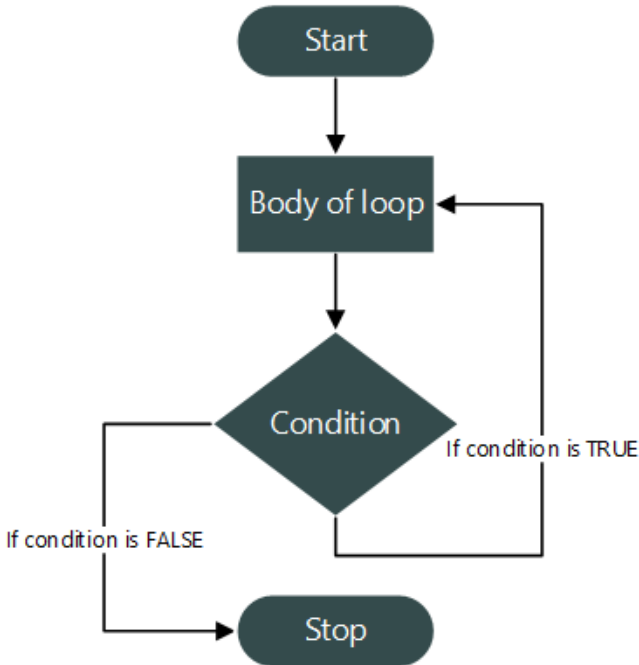 Start
Body of loop
Condition
If condition is TRUE
If condition is FALSE
Stop